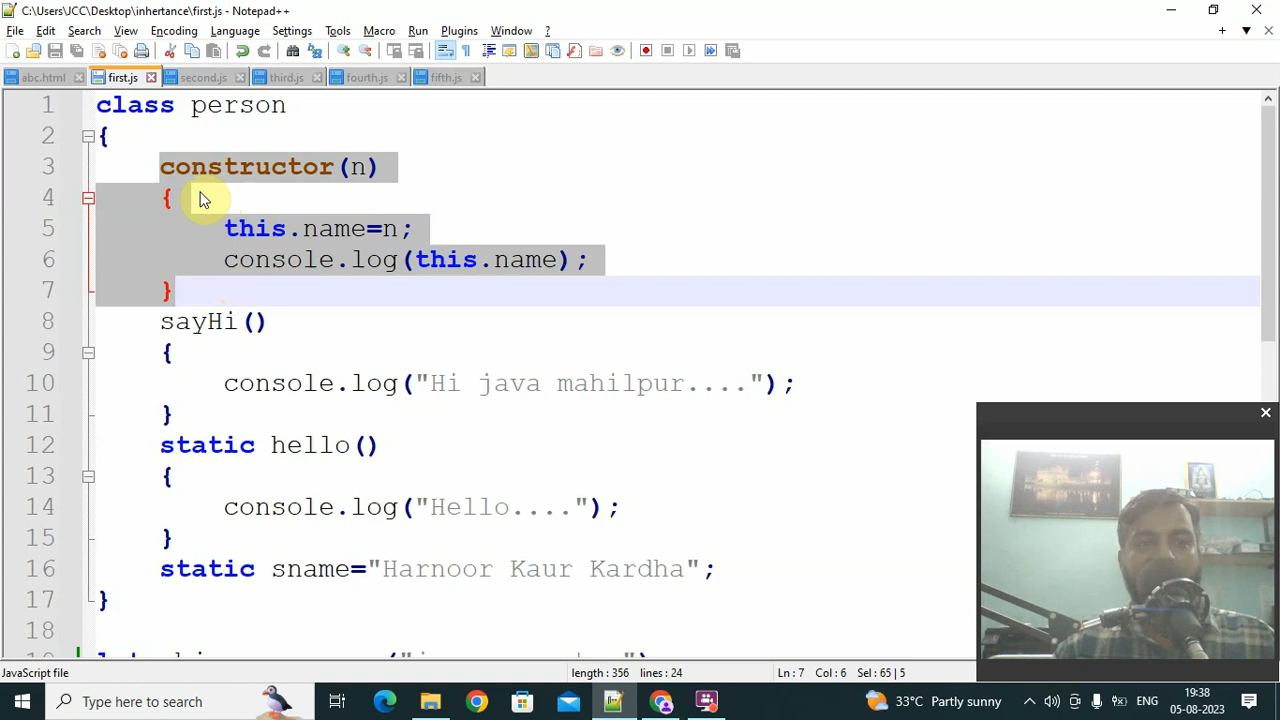 C:\Users\JCC\Desktop\inhertance\first.js - Notepad++
File Edit Search View Encoding Language Settings Tools Macro Run Plugins Window ?
abc.html first.js second.js third.js fourth.js fifth.js
1 class person
2 {
3 constructor(n)
4 {
5 this.name=n;
6 console.log(this.name);
7 }
8 sayHi()
9 {
10 console.log("Hi java mahilpur....");
11 }
12 static hello()
13 {
14 console.log("Hello....");
15 }
16 static sname="Harnoor Kaur Kardha";
17 }
18
JavaScript file length : 356 lines : 24 Ln : 7 Col : 6 Sel : 65 | 5
Type here to search 33°C Partly sunny ENG 19:38
05-08-2023